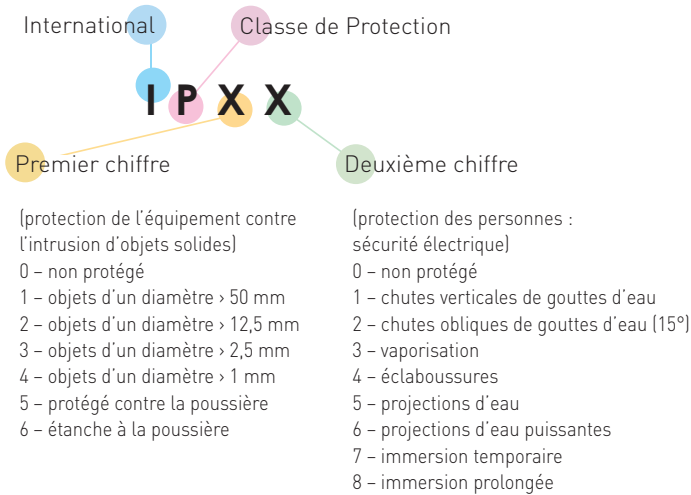 International
Classe de Protection
I P X X
Premier chiffre
(protection de l'équipement contre
l'intrusion d'objets solides)
0 – non protégé
1 – objets d'un diamètre › 50 mm
2 – objets d'un diamètre › 12,5 mm
3 – objets d'un diamètre › 2,5 mm
4 – objets d'un diamètre › 1 mm
5 – protégé contre la poussière
6 – étanche à la poussière
Deuxième chiffre
(protection des personnes :
sécurité électrique)
0 – non protégé
1 – chutes verticales de gouttes d'eau
2 – chutes obliques de gouttes d'eau (15°)
3 – vaporisation
4 – éclaboussures
5 – projections d'eau
6 – projections d'eau puissantes
7 – immersion temporaire
8 – immersion prolongée